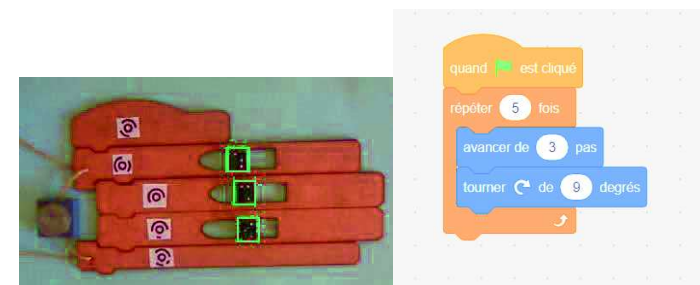 quand est cliqué
répéter 5 fois
avancer de 3 pas
tourner de 9 degrés